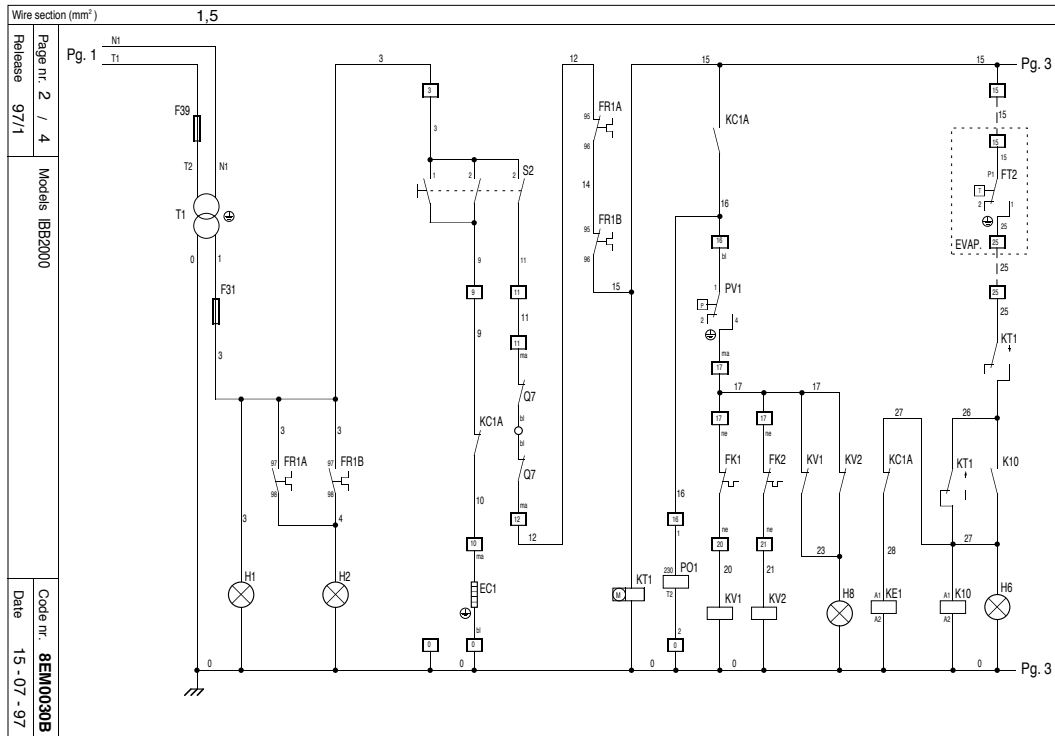 Wire section (mm² ) 1,5
Page nr. 2 / 4
Release 97/1
Models IBB2000
Code nr. 8EM0030B
Date 15 - 07 - 97
Pg. 1
N1
T1
F39
T2 N1
T1
0 1
F31
3
3
3
3
3 12 15 15
Pg. 3
3
3
1 2 2 S2
9 11
9 11
9 11
11
ma
Q7
bl
bl
Q7
ma
12
12
KC1A
10
10
ma
EC1
bl
0 0
95 FR1A
96
14
95 FR1B
96
15
KC1A
16
16
bl
1 PV1
P
2 4
ma
17
17 17
17 17
ne ne
FK1 FK2 KV1 KV2
ne ne
20 21 23
20 21
KV1 KV2 H8
16
16
1
230 PO1
T2
2
0
M KT1
15
15
15
15
P1 FT2
T
2 1
25
EVAP. 25
25
25
25
KT1
27 26
KC1A KT1 K10
27
28
A1 KE1
A2
A1 K10
A2
H6
97 FR1A
98
97 FR1B
98
3 4
H1 H2
0 0 0 0 0
Pg. 3